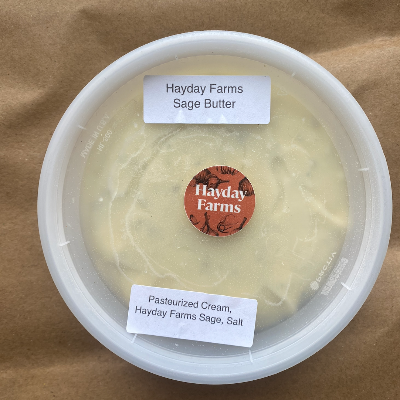 Hayday Farms
Sage Butter
Hayday
Farms
Pasteurized Cream,
Hayday Farms Sage, Salt